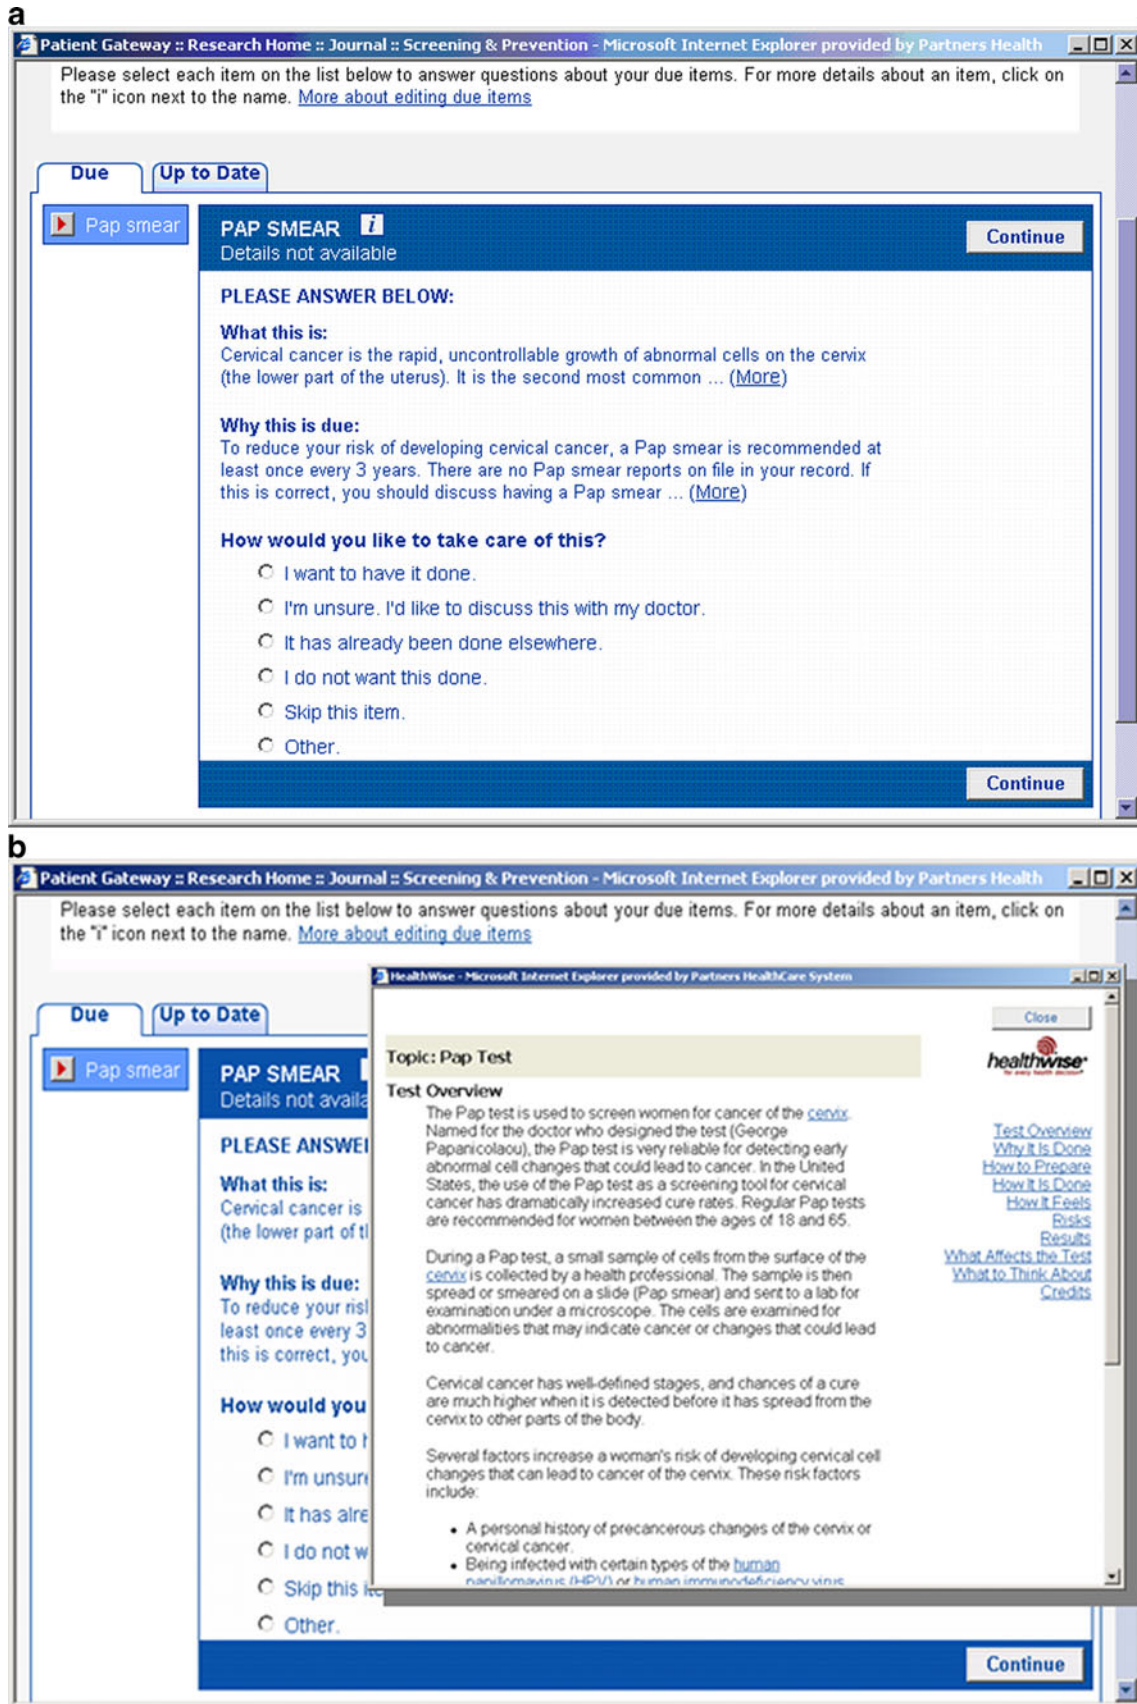 a
Patient Gateway :: Research Home :: Journal :: Screening & Prevention - Microsoft Internet Explorer provided by Partners Health
Please select each item on the list below to answer questions about your due items. For more details about an item, click on
the "i" icon next to the name. More about editing due items
Due
Up to Date
Pap smear
PAP SMEAR i
Details not available
Continue
PLEASE ANSWER BELOW:
What this is:
Cervical cancer is the rapid, uncontrollable growth of abnormal cells on the cervix
(the lower part of the uterus). It is the second most common ... (More)
Why this is due:
To reduce your risk of developing cervical cancer, a Pap smear is recommended at
least once every 3 years. There are no Pap smear reports on file in your record. If
this is correct, you should discuss having a Pap smear ... (More)
How would you like to take care of this?
I want to have it done.
I'm unsure. I'd like to discuss this with my doctor.
It has already been done elsewhere.
I do not want this done.
Skip this item.
Other.
Continue
b
Patient Gateway :: Research Home :: Journal :: Screening & Prevention - Microsoft Internet Explorer provided by Partners Health
Please select each item on the list below to answer questions about your due items. For more details about an item, click on
the "i" icon next to the name. More about editing due items
Due
Up to Date
Pap smear
PAP SMEAR
Details not availa
PLEASE ANSWE
What this is:
Cervical cancer is
(the lower part of t
Why this is due:
To reduce your ris
least once every 3
this is correct, you
How would you
I want to h
I'm unsure
It has alre
I do not w
Skip this ite
Other.
Continue
HealthWise - Microsoft Internet Explorer provided by Partners HealthCare System
Close
healthwise
for every health decision
Topic: Pap Test
Test Overview
The Pap test is used to screen women for cancer of the cervix.
Named for the doctor who designed the test (George
Papanicolaou), the Pap test is very reliable for detecting early
abnormal cell changes that could lead to cancer. In the United
States, the use of the Pap test as a screening tool for cervical
cancer has dramatically increased cure rates. Regular Pap tests
are recommended for women between the ages of 18 and 65.
During a Pap test, a small sample of cells from the surface of the
cervix is collected by a health professional. The sample is then
spread or smeared on a slide (Pap smear) and sent to a lab for
examination under a microscope. The cells are examined for
abnormalities that may indicate cancer or changes that could lead
to cancer.
Cervical cancer has well-defined stages, and chances of a cure
are much higher when it is detected before it has spread from the
cervix to other parts of the body.
Several factors increase a woman's risk of developing cervical cell
changes that can lead to cancer of the cervix. These risk factors
include:
• A personal history of precancerous changes of the cervix or
cervical cancer.
• Being infected with certain types of the human
papillomavirus (HPV) or human immunodeficiency virus
Test Overview
Why It Is Done
How to Prepare
How It Is Done
How It Feels
Risks
Results
What Affects the Test
What to Think About
Credits